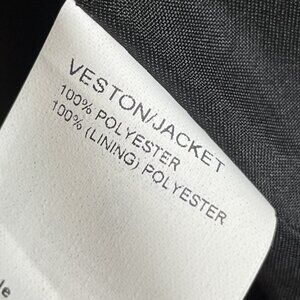 VESTON/JACKET
100% POLYESTER
100% (LINING) POLYESTER